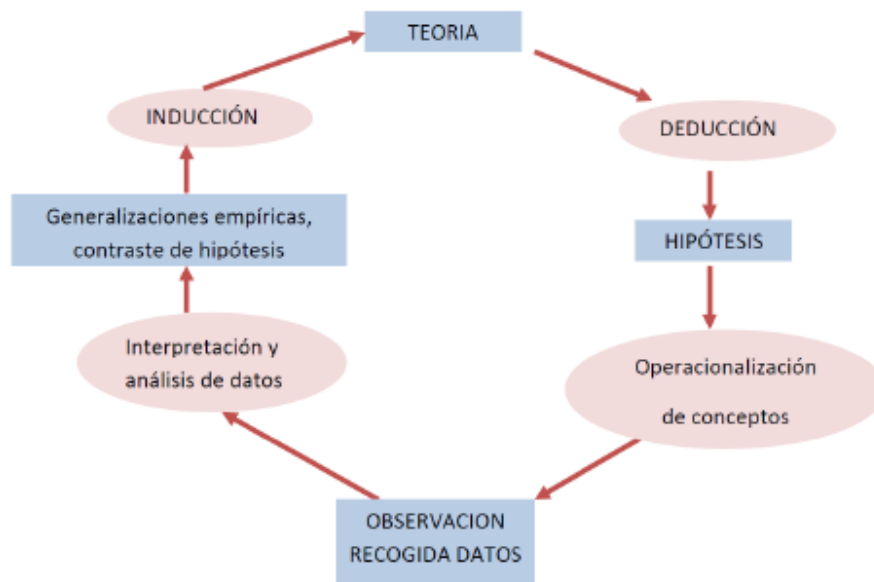 TEORIA
DEDUCCIÓN
HIPÓTESIS
Operacionalización
de conceptos
OBSERVACION
RECOGIDA DATOS
Interpretación y
análisis de datos
Generalizaciones empíricas,
contraste de hipótesis
INDUCCIÓN